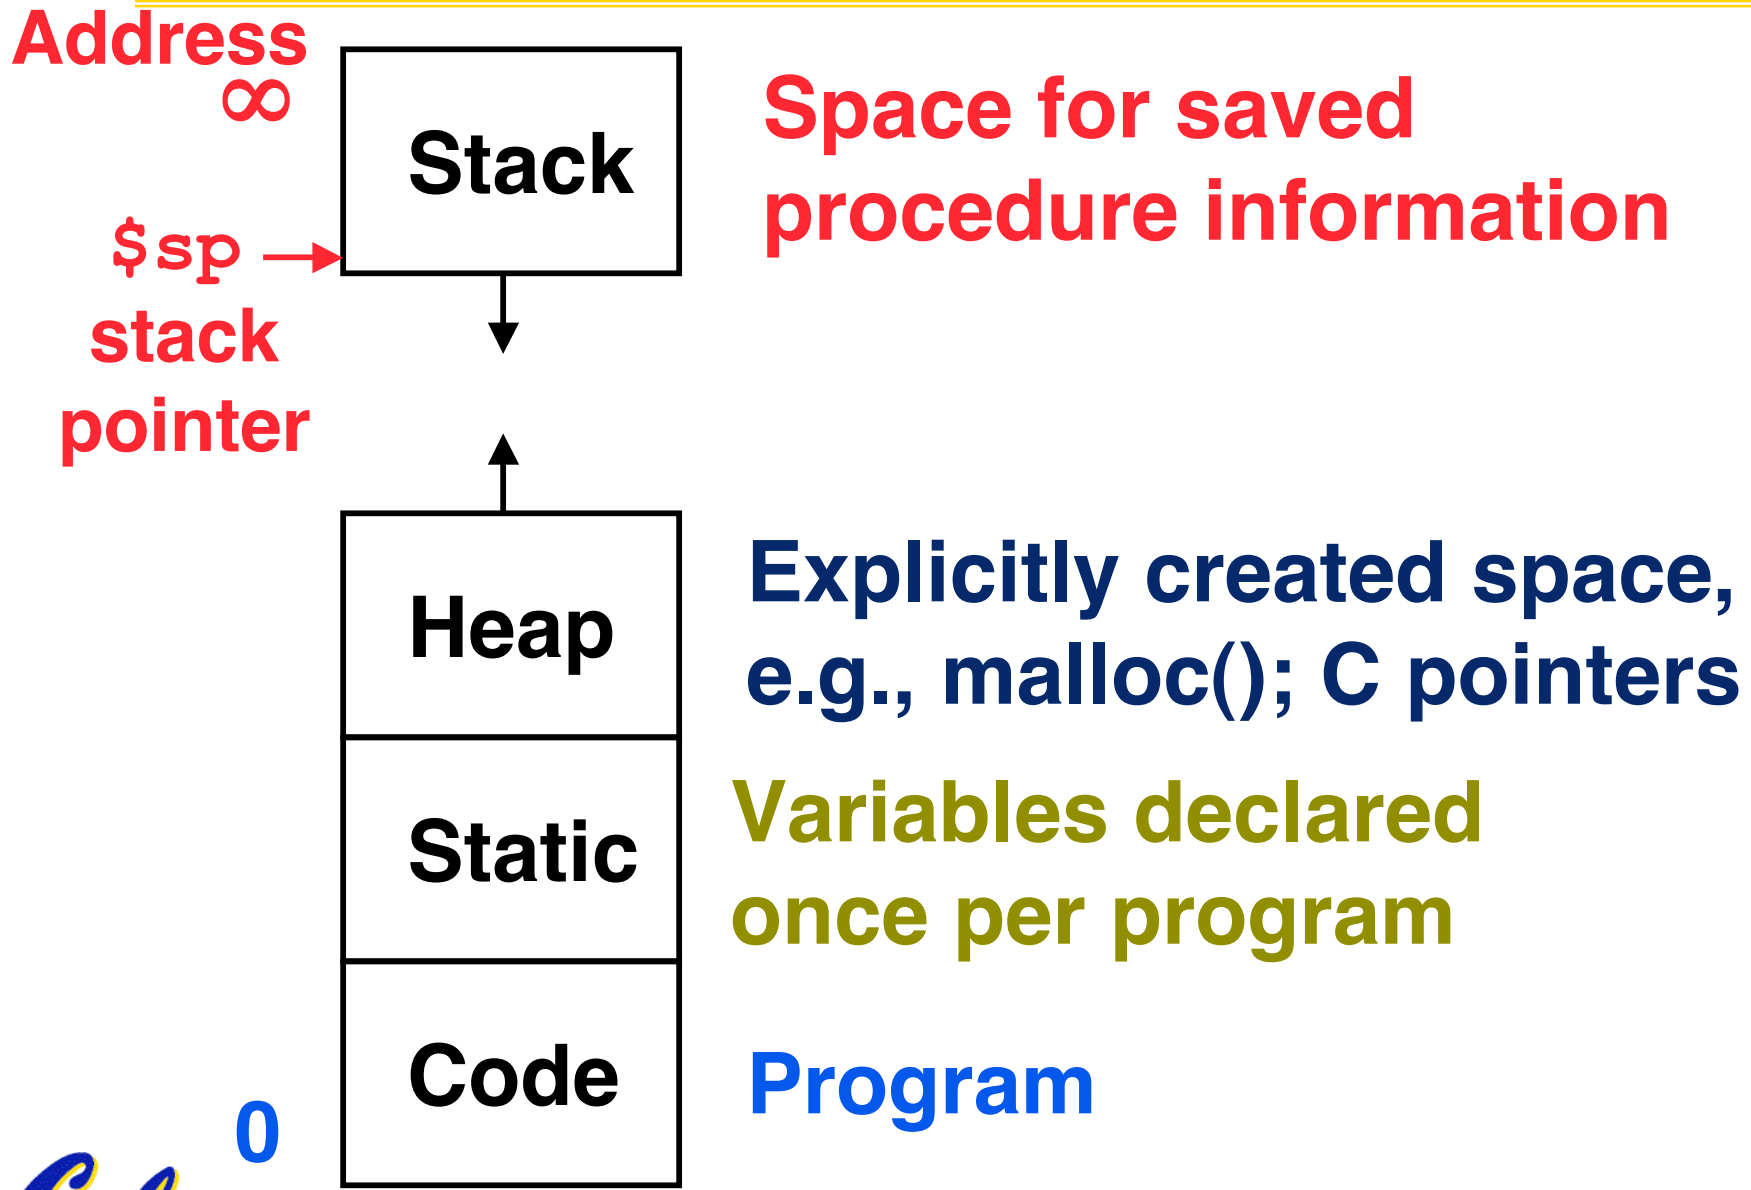 Address
∞
Stack
Space for saved
procedure information
$sp
stack
pointer
Heap
Explicitly created space,
e.g., malloc(); C pointers
Static
Variables declared
once per program
Code
Program
0